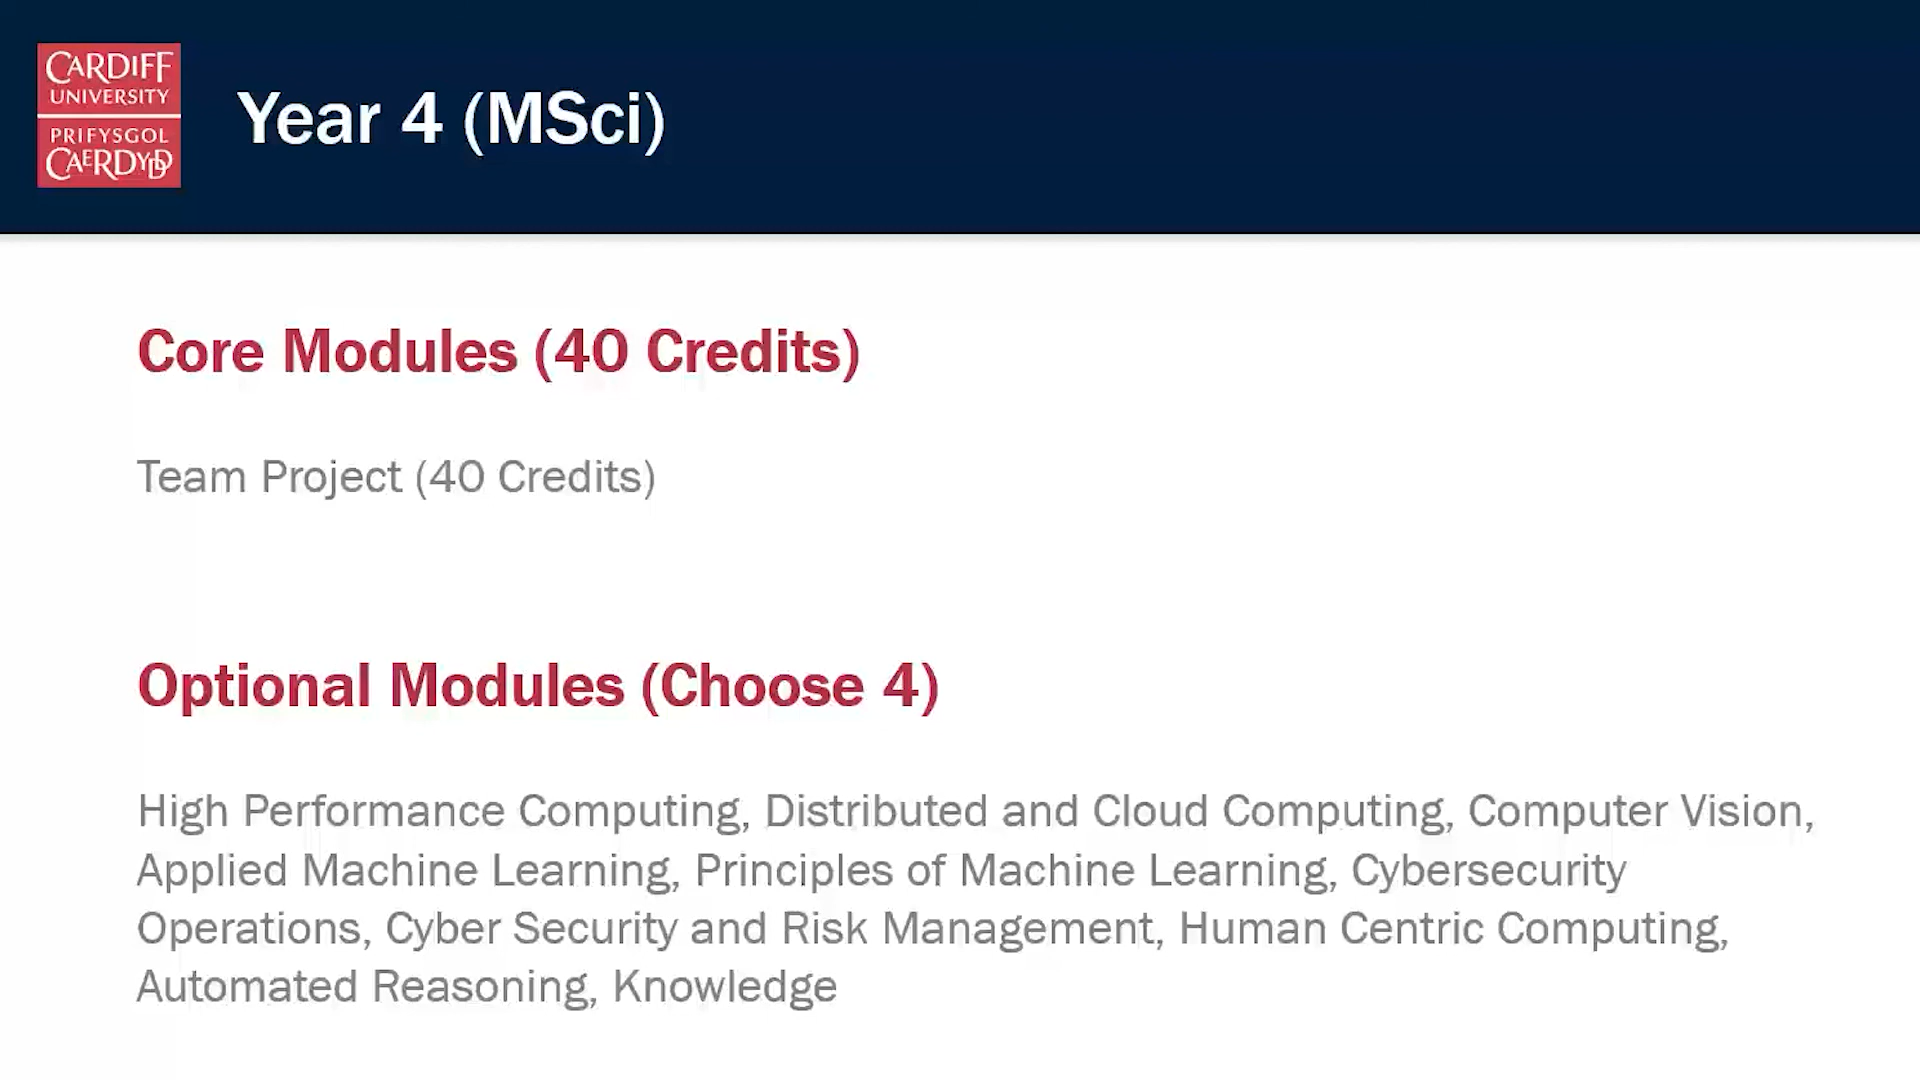 CARDIFF
UNIVERSITY
PRIFYSGOL
CAERDYDD
Year 4 (MSci)
Core Modules (40 Credits)
Team Project (40 Credits)
Optional Modules (Choose 4)
High Performance Computing, Distributed and Cloud Computing, Computer Vision,
Applied Machine Learning, Principles of Machine Learning, Cybersecurity
Operations, Cyber Security and Risk Management, Human Centric Computing,
Automated Reasoning, Knowledge